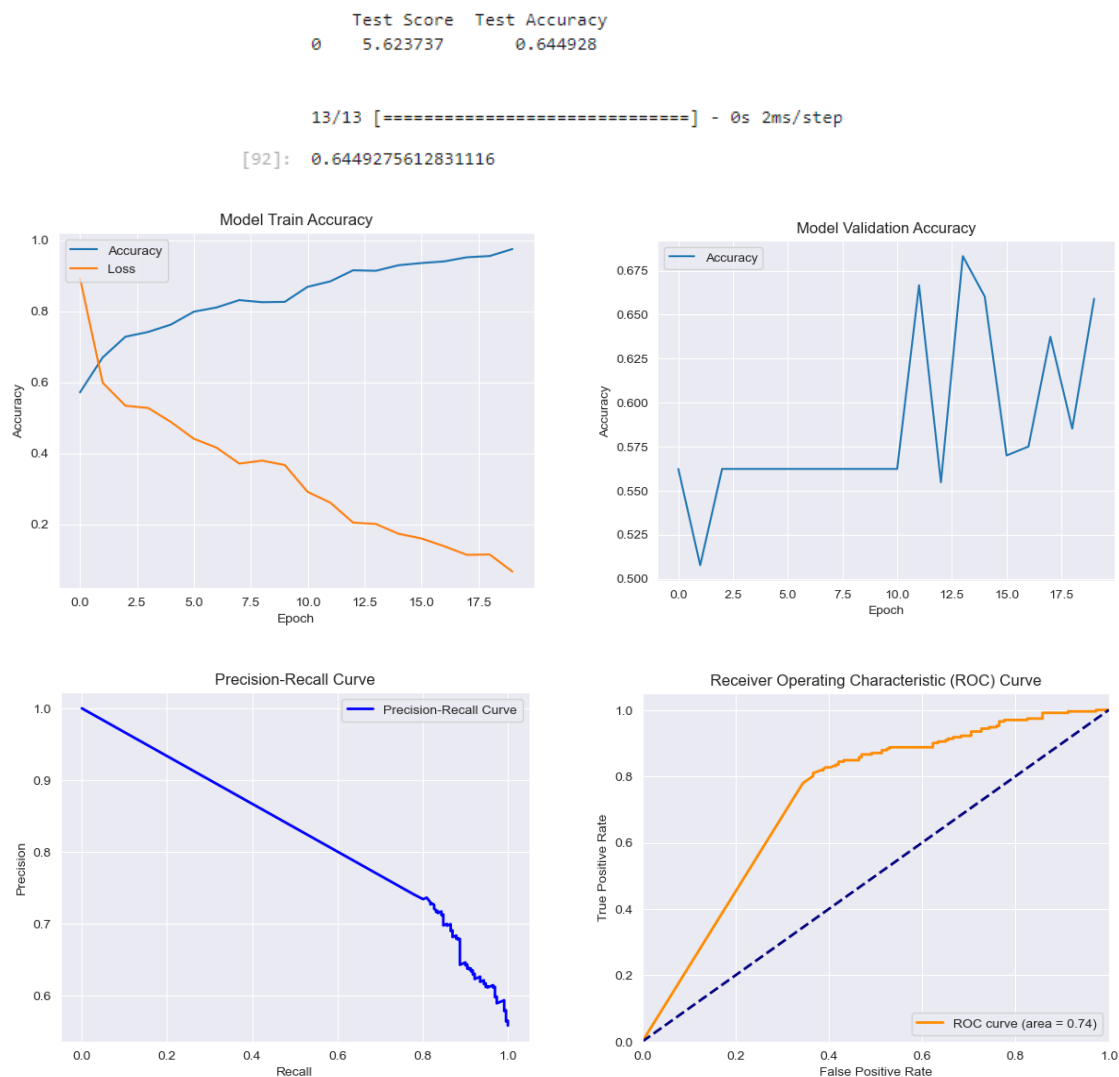 Test Score Test Accuracy
0 5.623737 0.644928
13/13 [==============================] - 0s 2ms/step
[92]: 0.6449275612831116
Model Train Accuracy
Accuracy
Loss
1.0
0.8
0.6
0.4
0.2
Accuracy
0.0 2.5 5.0 7.5 10.0 12.5 15.0 17.5
Epoch
Model Validation Accuracy
Accuracy
0.675
0.650
0.625
0.600
0.575
0.550
0.525
0.500
Accuracy
0.0 2.5 5.0 7.5 10.0 12.5 15.0 17.5
Epoch
Precision-Recall Curve
Precision-Recall Curve
1.0
0.9
0.8
0.7
0.6
Precision
0.0 0.2 0.4 0.6 0.8 1.0
Recall
Receiver Operating Characteristic (ROC) Curve
1.0
0.8
0.6
0.4
0.2
0.0
True Positive Rate
ROC curve (area = 0.74)
0.0 0.2 0.4 0.6 0.8 1.0
False Positive Rate